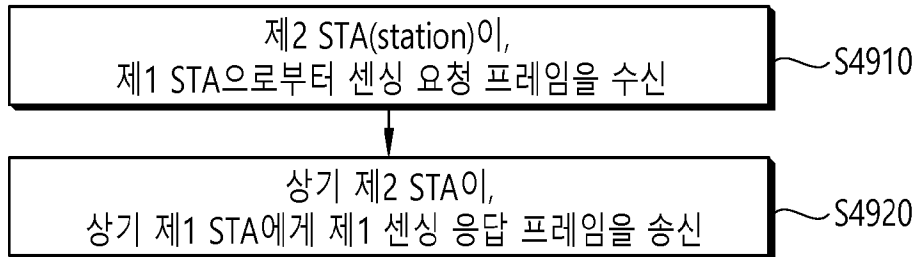 제2 STA(station)이,
제1 STA으로부터 센싱 요청 프레임을 수신
S4910
상기 제2 STA이,
상기 제1 STA에게 제1 센싱 응답 프레임을 송신
S4920